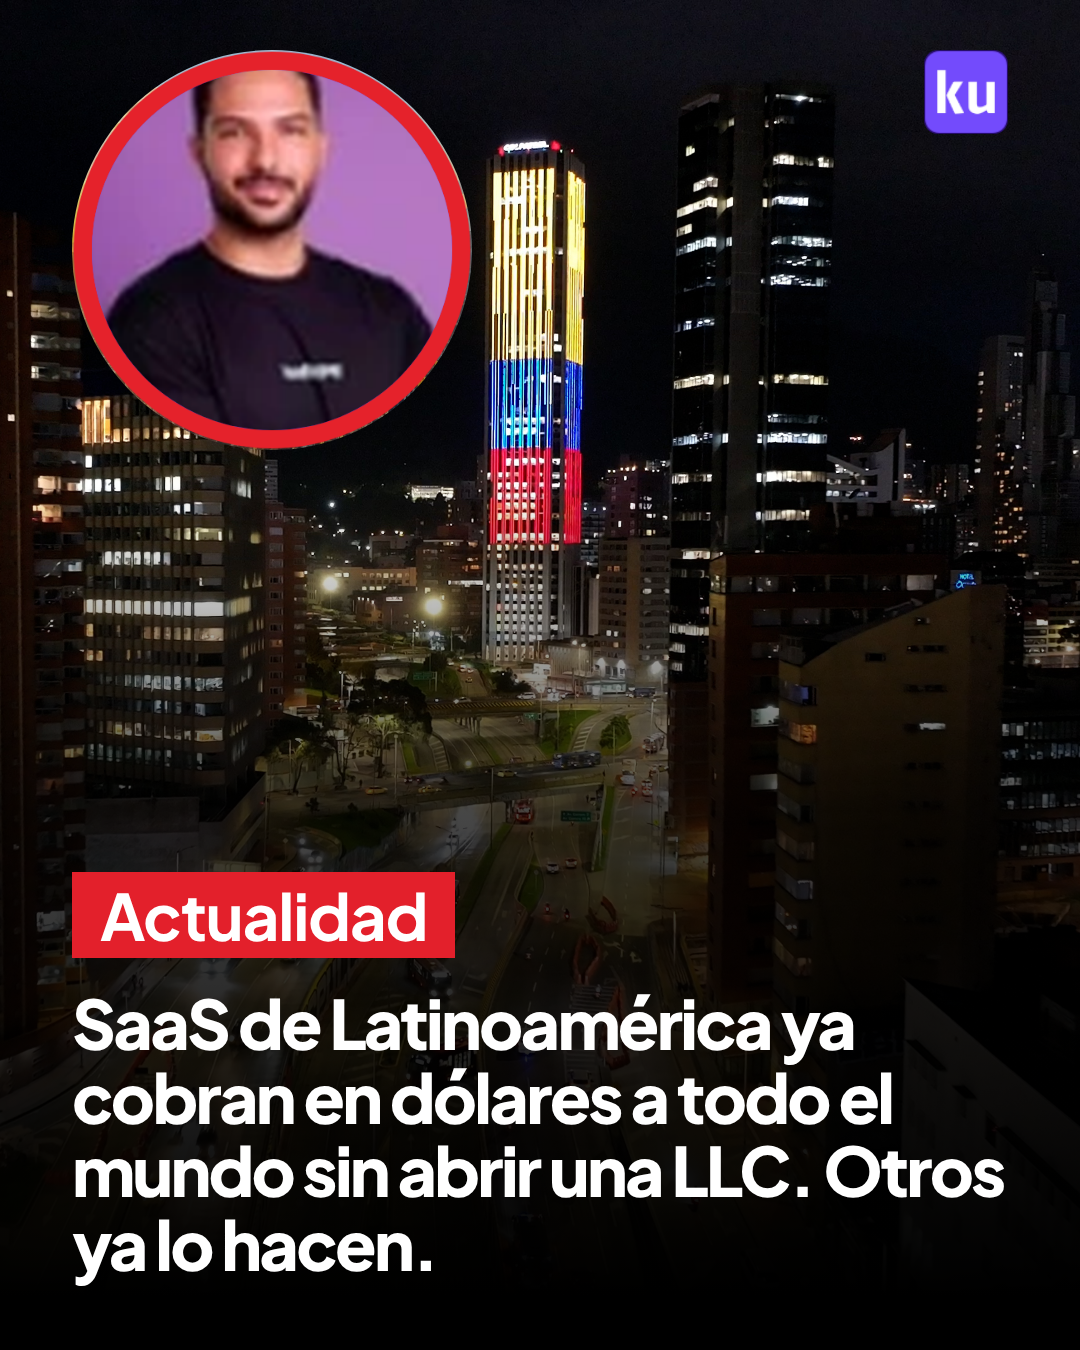 ku
Actualidad
SaaS de Latinoamérica ya
cobran en dólares a todo el
mundo sin abrir una LLC. Otros
ya lo hacen.